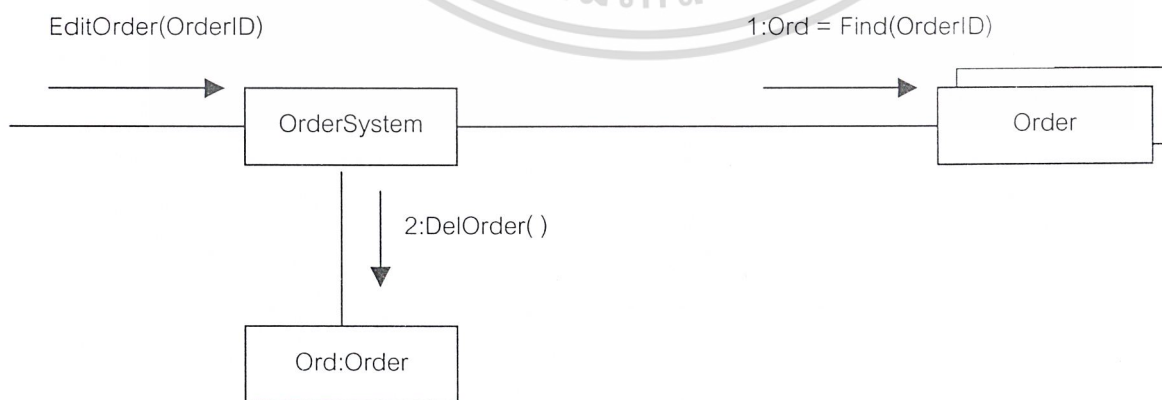 EditOrder(OrderID)
1:Ord = Find(OrderID)
OrderSystem
Order
2:DelOrder( )
Ord:Order